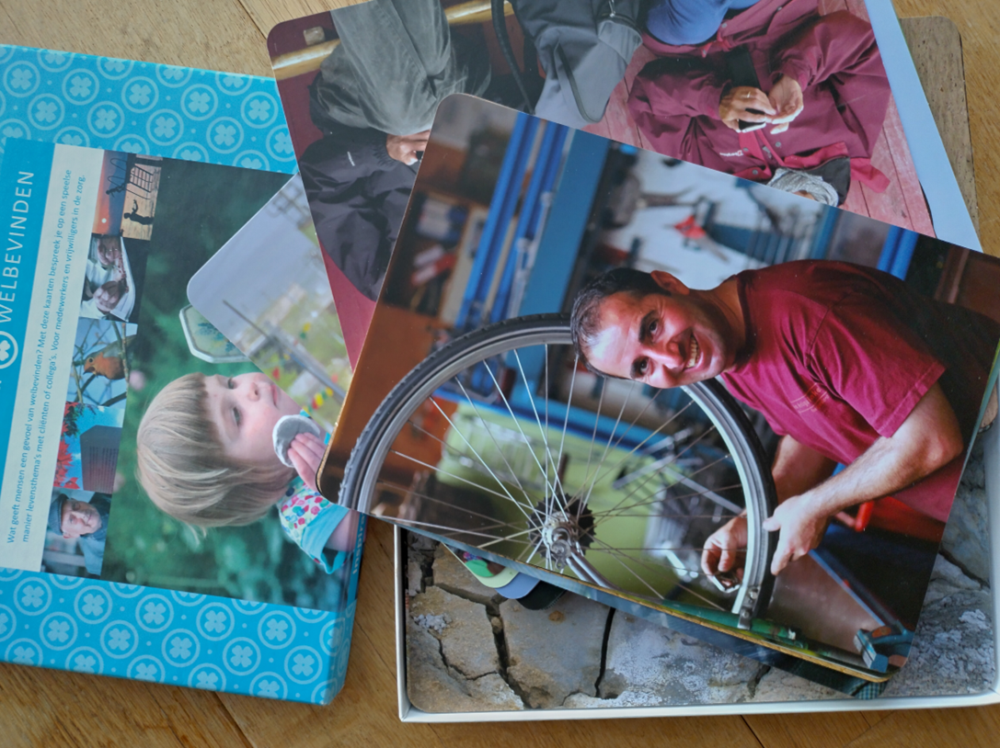 WELBEVINDEN
Wat geeft mensen een gevoel van welbevinden? Met deze kaarten bespreek je op een speelse
manier levensthema's met cliënten of collega's. Voor medewerkers en vrijwilligers in de zorg.